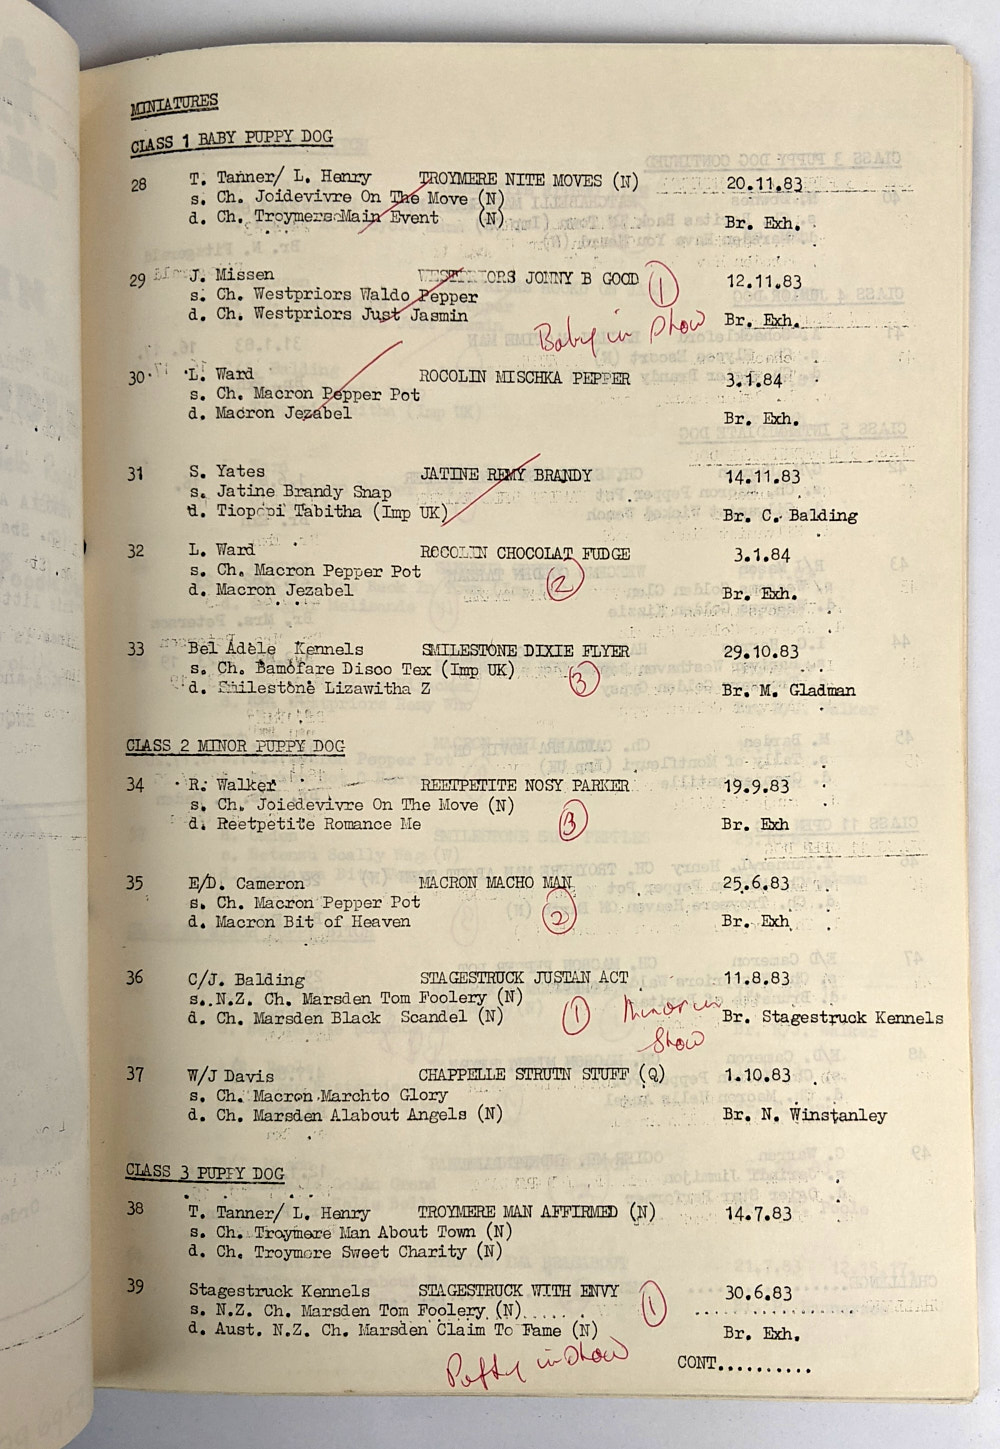 MINIATURES
CLASS 1 BABY PUPPY DOG
28 T. Tanner/ L. Henry TROYMERE NITE MOVES (N) 20.11.83
s. Ch. Joidevivre On The Move (N)
d. Ch. Troymere Main Event (N) Br. Exh.
29 J. Missen WESTPRIORS JONNY B GOOD 1 12.11.83
s. Ch. Westpriors Waldo Pepper
d. Ch. Westpriors Just Jasmin Br. Exh.
Baby in Show
30 L. Ward ROCOLIN MISCHKA PEPPER 3.1.84
s. Ch. Macron Pepper Pot
d. Macron Jezabel Br. Exh.
31 S. Yates JATINE REMY BRANDY 14.11.83
s. Jatine Brandy Snap
d. Tiopepi Tabitha (Imp UK) Br. C. Balding
32 L. Ward ROCOLIN CHOCOLAT FUDGE 3.1.84
s. Ch. Macron Pepper Pot 2
d. Macron Jezabel Br. Exh.
33 Bel Adele Kennels SMILESTONE DIXIE FLYER 29.10.83
s. Ch. Bamofare Disoo Tex (Imp UK) 3
d. Smilestone Lizawitha Z Br. M. Gladman
CLASS 2 MINOR PUPPY DOG
34 R. Walker REETPETITE NOSY PARKER 19.9.83
s. Ch. Joiedevivre On The Move (N)
d. Reetpetite Romance Me 3 Br. Exh
35 E/D. Cameron MACRON MACHO MAN 25.6.83
s. Ch. Macron Pepper Pot
d. Macron Bit of Heaven 2 Br. Exh.
36 C/J. Balding STAGESTRUCK JUSTAN ACT 11.8.83
s. N.Z. Ch. Marsden Tom Foolery (N)
d. Ch. Marsden Black Scandel (N) 1 Minor in Br. Stagestruck Kennels
Show
37 W/J Davis CHAPPELLE STRUTN STUFF (Q) 1.10.83
s. Ch. Macron Marchto Glory
d. Ch. Marsden Alabout Angels (N) Br. N. Winstanley
CLASS 3 PUPPY DOG
38 T. Tanner/ L. Henry TROYMERE MAN AFFIRMED (N) 14.7.83
s. Ch. Troymere Man About Town (N)
d. Ch. Troymere Sweet Charity (N)
39 Stagestruck Kennels STAGESTRUCK WITH ENVY 1 30.6.83
s. N.Z. Ch. Marsden Tom Foolery (N)
d. Aust. N.Z. Ch. Marsden Claim To Fame (N) Br. Exh.
Puppy in Show CONT..........